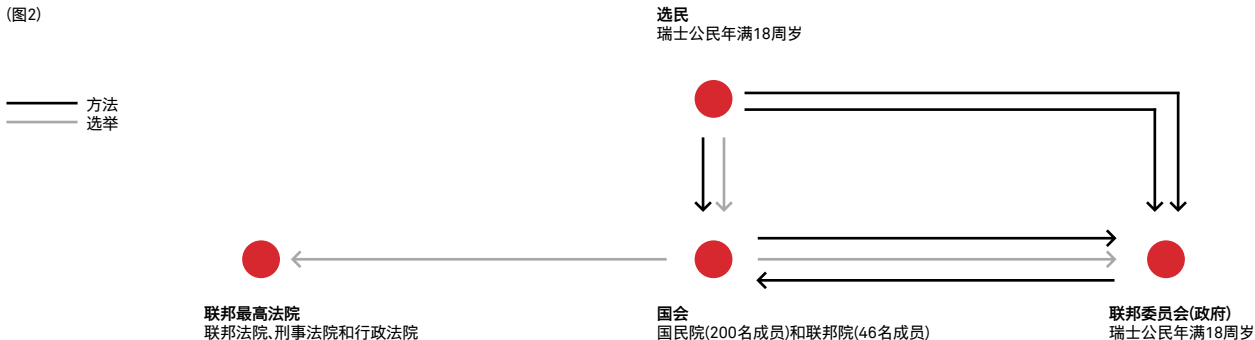 (图2)
选民
瑞士公民年满18周岁
方法
选举
联邦最高法院
联邦法院、刑事法院和行政法院
国会
国民院(200名成员)和联邦院(46名成员)
联邦委员会(政府)
瑞士公民年满18周岁